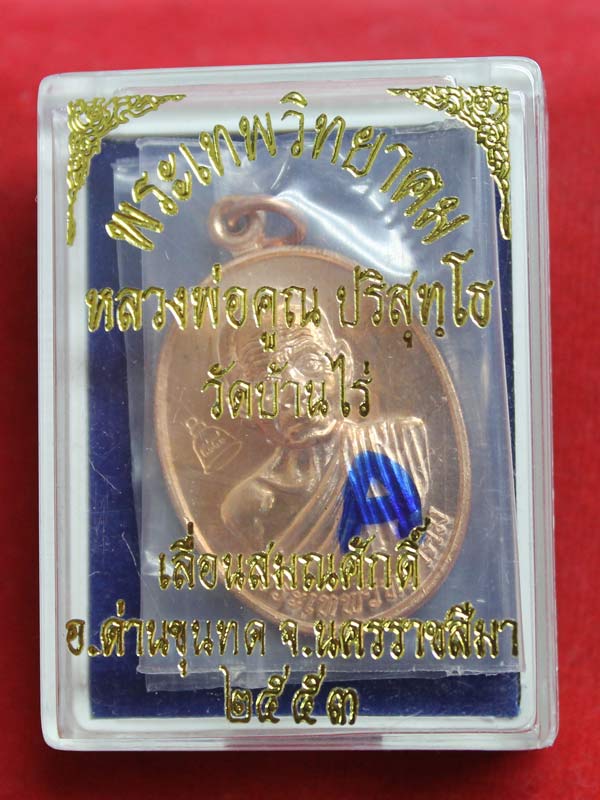 พระเทพวิทยาคม
หลวงพ่อคูณ ปริสุทฺโธ
วัดบ้านไร่
A
เลื่อนสมณศักดิ์
อ.ด่านขุนทด จ.นครราชสีมา
๒๕๕๓